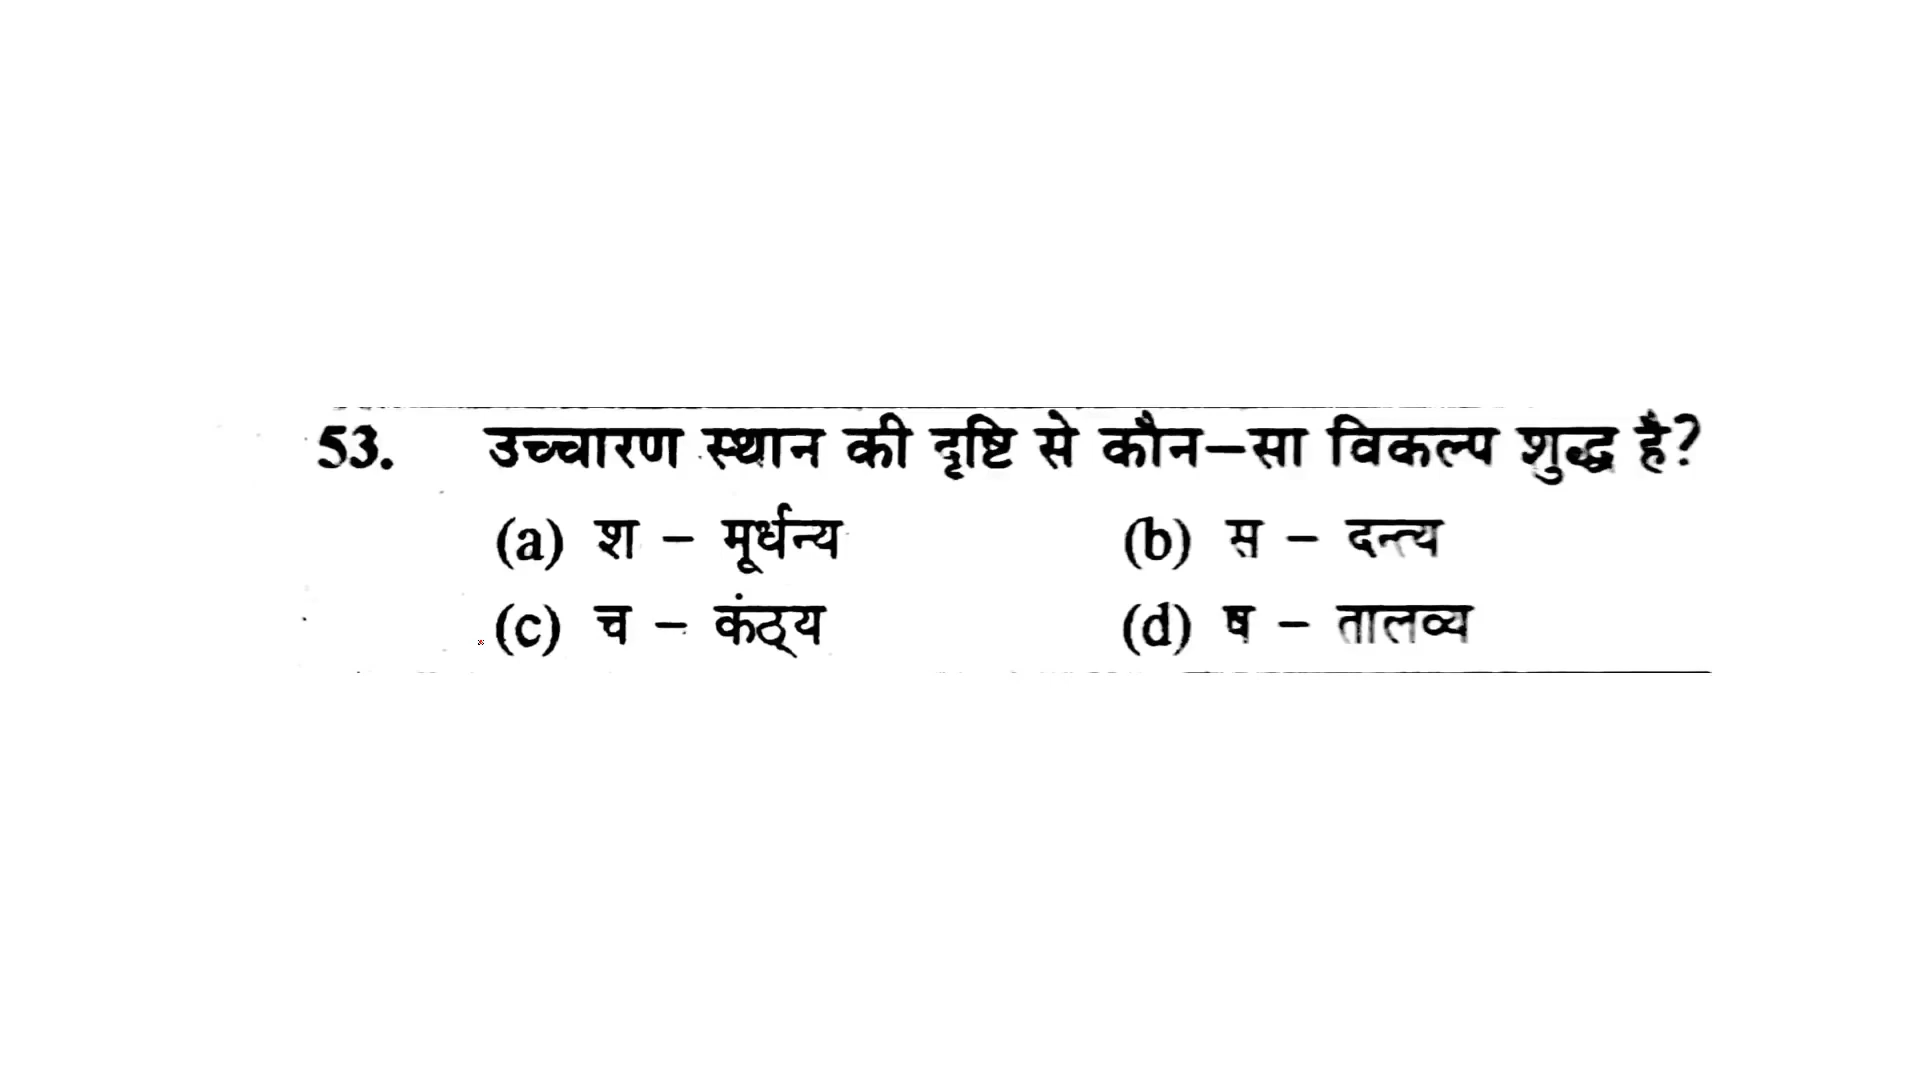 53. उच्चारण स्थान की दृष्टि से कौन–सा विकल्प शुद्ध है?
(a) श – मूर्धन्य (b) स – दन्त्य
(c) च – कंठ्य (d) ष – तालव्य